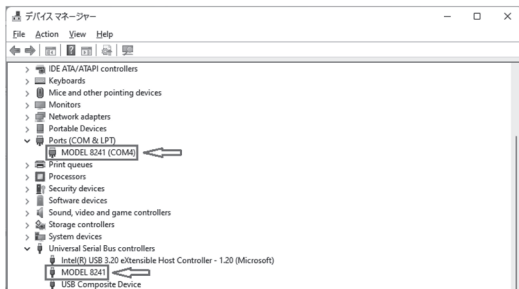 デバイス マネージャー
File Action View Help
IDE ATA/ATAPI controllers
Keyboards
Mice and other pointing devices
Monitors
Network adapters
Portable Devices
Ports (COM & LPT)
MODEL 8241 (COM4)
Print queues
Processors
Security devices
Software devices
Sound, video and game controllers
Storage controllers
System devices
Universal Serial Bus controllers
Intel(R) USB 3.20 eXtensible Host Controller - 1.20 (Microsoft)
MODEL 8241
USB Composite Device